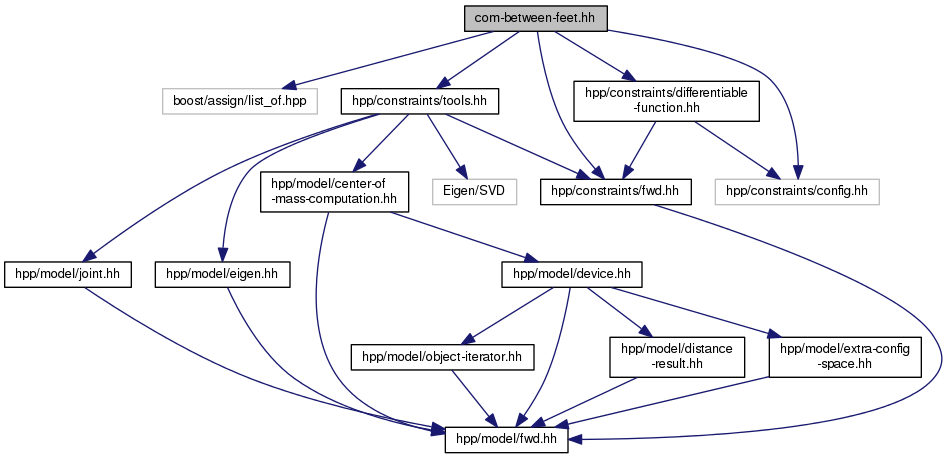 com-between-feet.hh
boost/assign/list_of.hpp
hpp/constraints/tools.hh
hpp/constraints/differentiable
-function.hh
hpp/model/center-of
-mass-computation.hh
Eigen/SVD
hpp/constraints/fwd.hh
hpp/constraints/config.hh
hpp/model/joint.hh
hpp/model/eigen.hh
hpp/model/device.hh
hpp/model/object-iterator.hh
hpp/model/distance
-result.hh
hpp/model/extra-config
-space.hh
hpp/model/fwd.hh